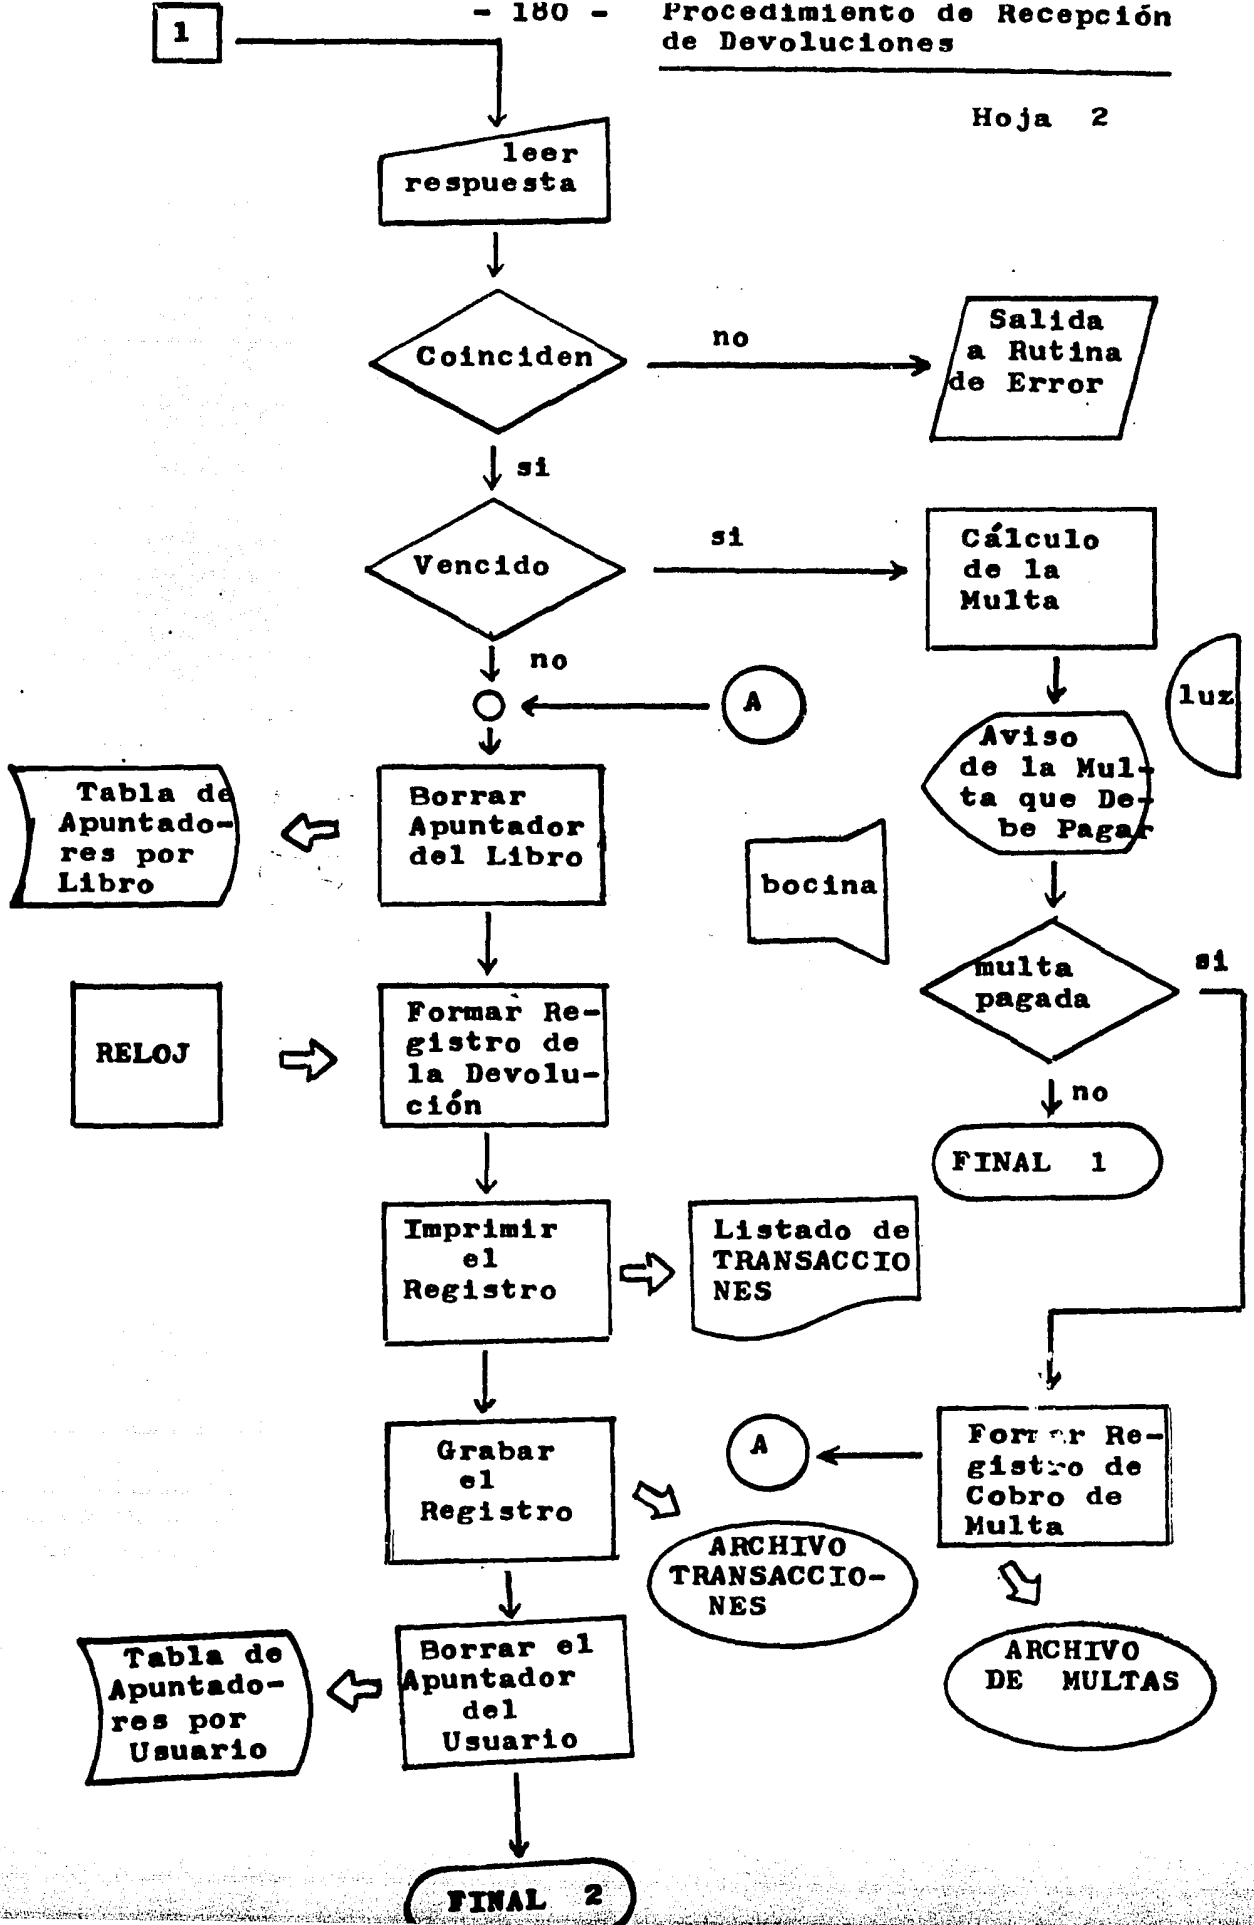 - 180 -
Procedimiento de Recepción
de Devoluciones
Hoja 2
1
leer
respuesta
Coinciden
no
Salida
a Rutina
de Error
si
Vencido
si
Cálculo
de la
Multa
no
A
luz
Aviso
de la Mul-
ta que De-
be Pagar
Tabla de
Apuntado-
res por
Libro
Borrar
Apuntador
del Libro
bocina
multa
pagada
si
RELOJ
Formar Re-
gistro de
la Devolu-
ción
no
FINAL 1
Imprimir
el
Registro
Listado de
TRANSACCIO
NES
Grabar
el
Registro
A
Formar Re-
gistro de
Cobro de
Multa
ARCHIVO
TRANSACCIO-
NES
ARCHIVO
DE MULTAS
Tabla de
Apuntado-
res por
Usuario
Borrar el
Apuntador
del
Usuario
FINAL 2